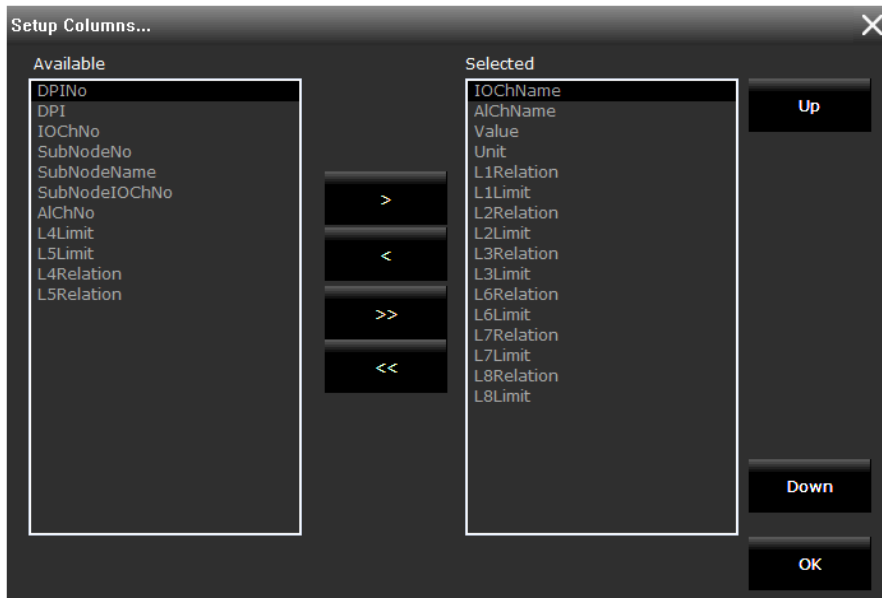 Setup Columns...
Available
DPINo
DPI
IOChNo
SubNodeNo
SubNodeName
SubNodeIOChNo
AlChNo
L4Limit
L5Limit
L4Relation
L5Relation
>
<
>>
<<
Selected
IOChName
AlChName
Value
Unit
L1Relation
L1Limit
L2Relation
L2Limit
L3Relation
L3Limit
L6Relation
L6Limit
L7Relation
L7Limit
L8Relation
L8Limit
Up
Down
OK